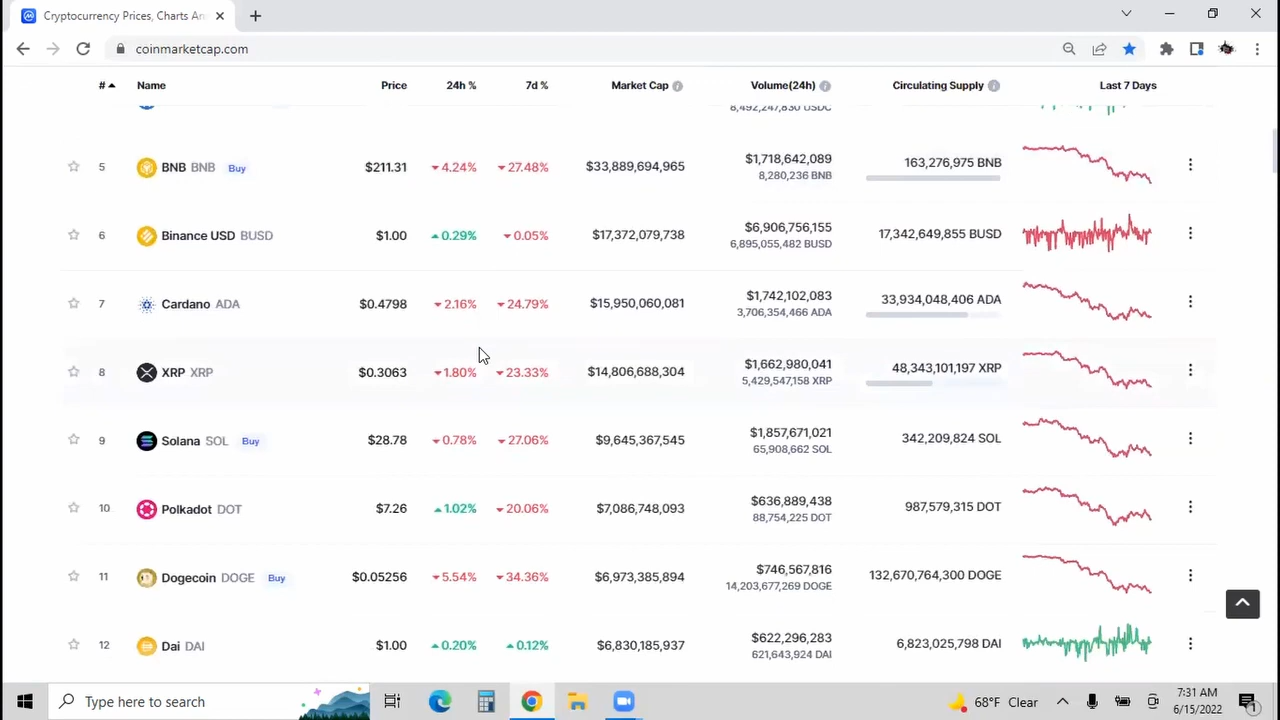 Cryptocurrency Prices, Charts An
coinmarketcap.com
# Name Price 24h % 7d % Market Cap Volume(24h) Circulating Supply Last 7 Days
8,492,247,830 USDC
5 BNB BNB Buy $211.31 4.24% 27.48% $33,889,694,965 $1,718,642,089 163,276,975 BNB
8,280,236 BNB
6 Binance USD BUSD $1.00 0.29% 0.05% $17,372,079,738 $6,906,756,155 17,342,649,855 BUSD
6,895,055,482 BUSD
7 Cardano ADA $0.4798 2.16% 24.79% $15,950,060,081 $1,742,102,083 33,934,048,406 ADA
3,706,354,466 ADA
8 XRP XRP $0.3063 1.80% 23.33% $14,806,688,304 $1,662,980,041 48,343,101,197 XRP
5,429,547,158 XRP
9 Solana SOL Buy $28.78 0.78% 27.06% $9,645,367,545 $1,857,671,021 342,209,824 SOL
65,908,662 SOL
10 Polkadot DOT $7.26 1.02% 20.06% $7,086,748,093 $636,889,438 987,579,315 DOT
88,754,225 DOT
11 Dogecoin DOGE Buy $0.05256 5.54% 34.36% $6,973,385,894 $746,567,816 132,670,764,300 DOGE
14,203,677,269 DOGE
12 Dai DAI $1.00 0.20% 0.12% $6,830,185,937 $622,296,283 6,823,025,798 DAI
621,643,924 DAI
Type here to search
68°F Clear
7:31 AM
6/15/2022
1